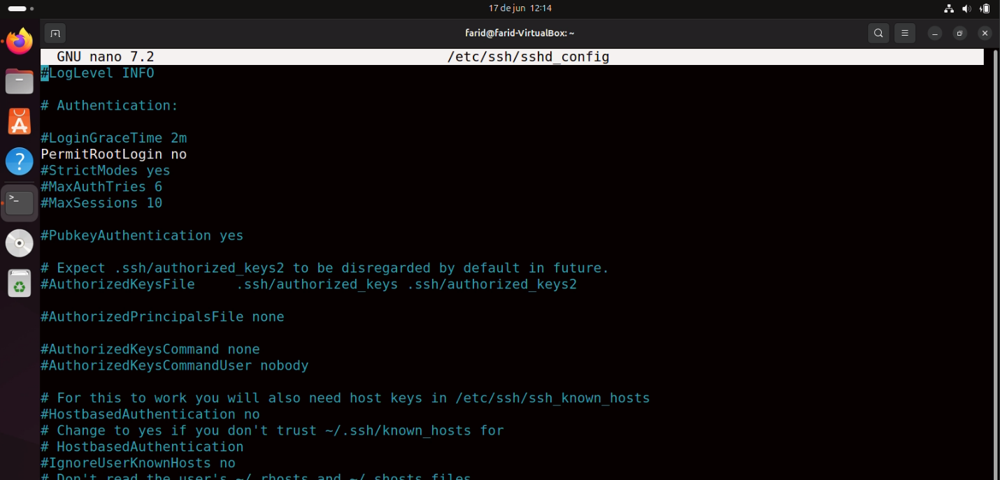 17 de jun 12:14
farid@farid-VirtualBox: ~
GNU nano 7.2 /etc/ssh/sshd_config
#LogLevel INFO
# Authentication:
#LoginGraceTime 2m
PermitRootLogin no
#StrictModes yes
#MaxAuthTries 6
#MaxSessions 10
#PubkeyAuthentication yes
# Expect .ssh/authorized_keys2 to be disregarded by default in future.
#AuthorizedKeysFile .ssh/authorized_keys .ssh/authorized_keys2
#AuthorizedPrincipalsFile none
#AuthorizedKeysCommand none
#AuthorizedKeysCommandUser nobody
# For this to work you will also need host keys in /etc/ssh/ssh_known_hosts
#HostbasedAuthentication no
# Change to yes if you don't trust ~/.ssh/known_hosts for
# HostbasedAuthentication
#IgnoreUserKnownHosts no
# Don't read the user's ~/.rhosts and ~/.shosts files